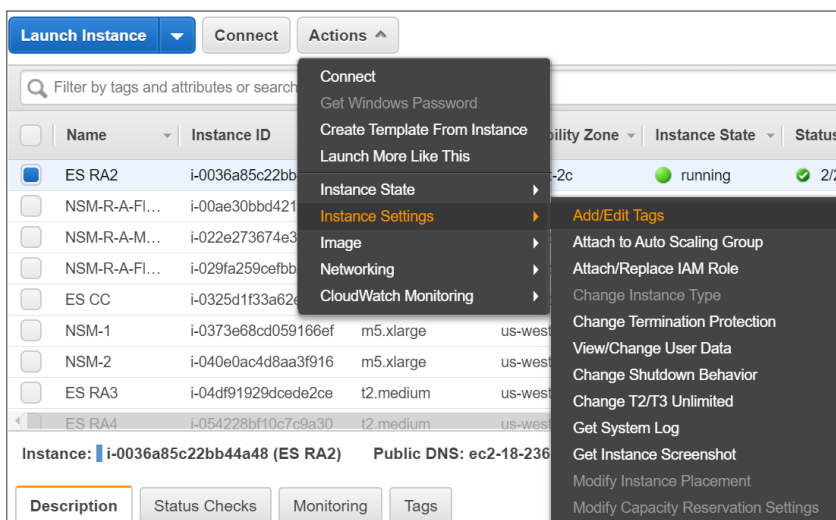 Launch Instance Connect Actions
Filter by tags and attributes or search
Connect
Get Windows Password
Create Template From Instance
Launch More Like This
Instance State
Instance Settings
Image
Networking
CloudWatch Monitoring
Name Instance ID bility Zone Instance State Status
ES RA2 i-0036a85c22bb -2c running 2/2
NSM-R-A-Fl… i-00ae30bbd421
NSM-R-A-M… i-022e273674e3
NSM-R-A-Fl… i-029fa259cefbb
ES CC i-0325d1f33a62e
NSM-1 i-0373e68cd059166ef m5.xlarge us-west
NSM-2 i-040e0ac4d8aa3f916 m5.xlarge us-west
ES RA3 i-04df91929dcede2ce t2.medium us-west
ES RA4 i-054228bf10c7c9a30 t2.medium us-west
Add/Edit Tags
Attach to Auto Scaling Group
Attach/Replace IAM Role
Change Instance Type
Change Termination Protection
View/Change User Data
Change Shutdown Behavior
Change T2/T3 Unlimited
Get System Log
Get Instance Screenshot
Modify Instance Placement
Modify Capacity Reservation Settings
Instance: i-0036a85c22bb44a48 (ES RA2) Public DNS: ec2-18-236
Description Status Checks Monitoring Tags